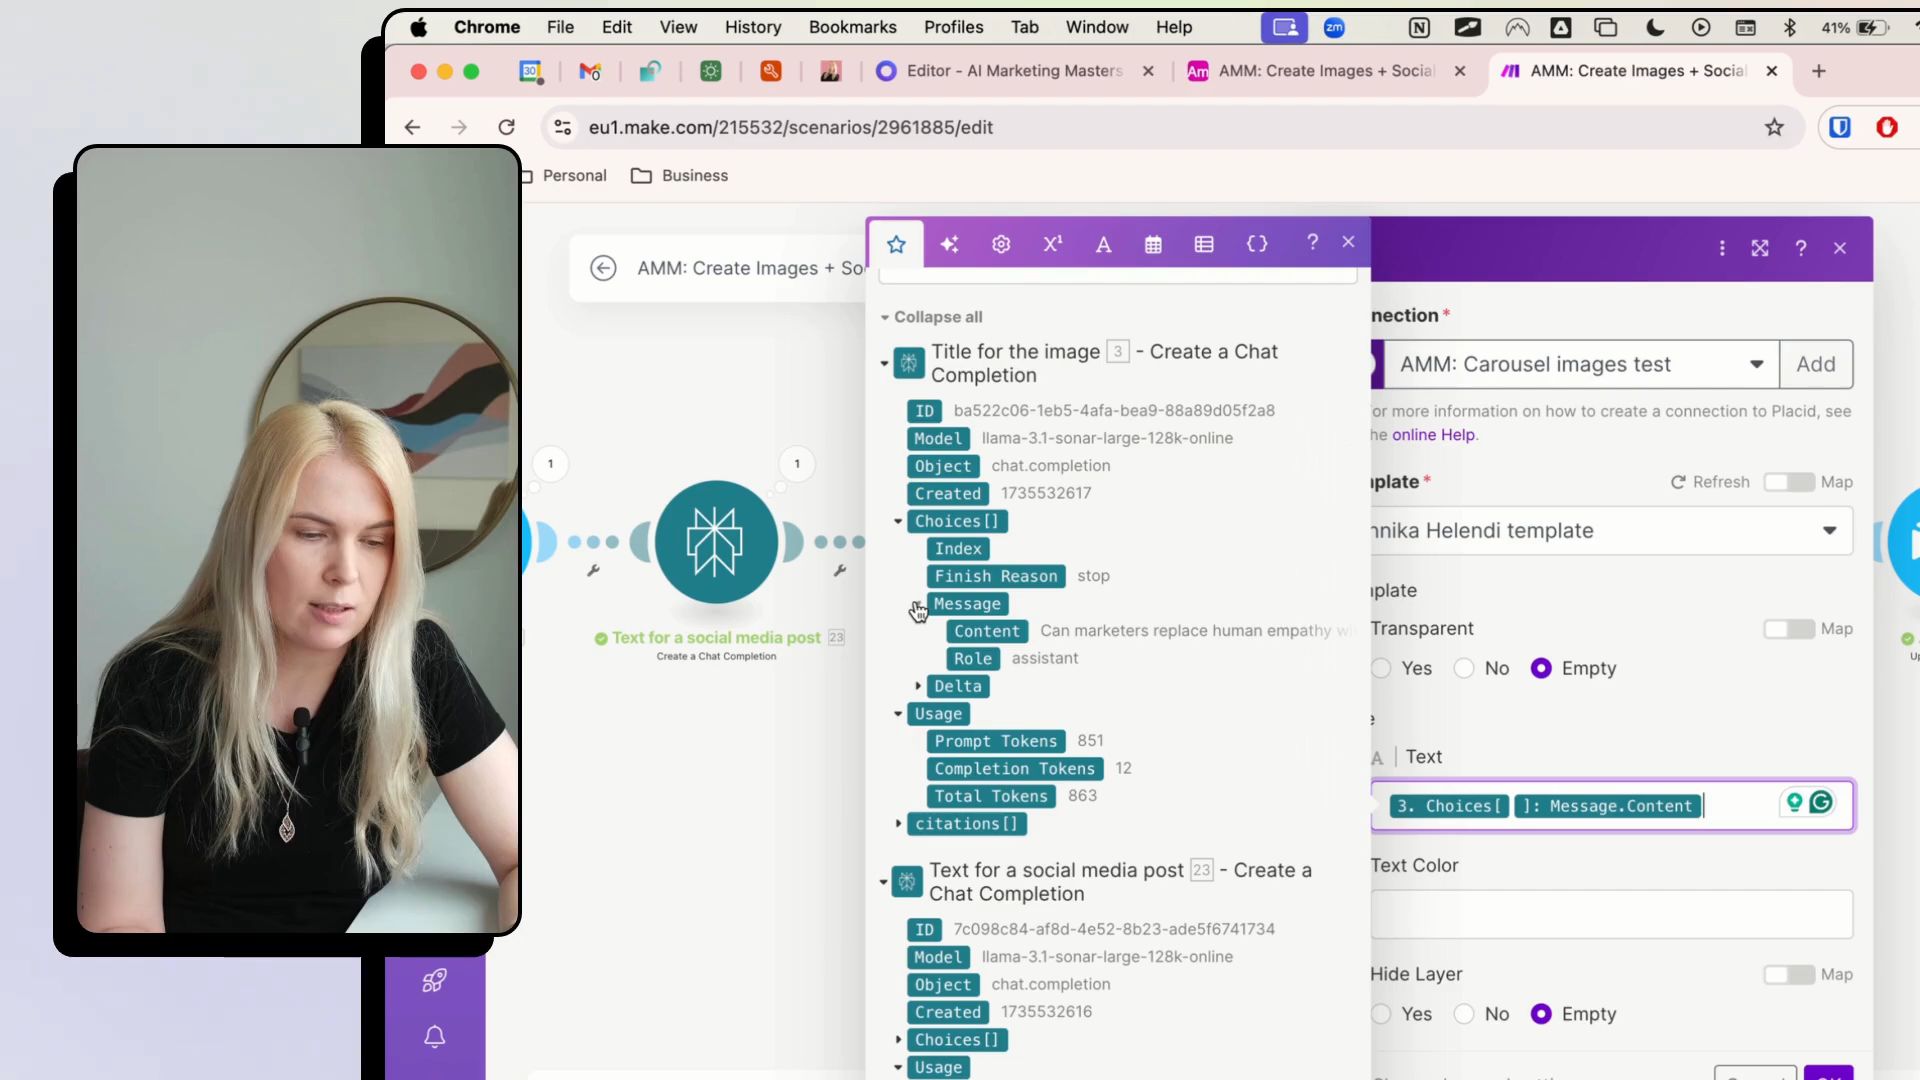 Chrome File Edit View History Bookmarks Profiles Tab Window Help zm 41%
30 Editor - AI Marketing Masters Am AMM: Create Images + Social AMM: Create Images + Social
eu1.make.com/215532/scenarios/2961885/edit
Personal Business
AMM: Create Images + So
1
1
Text for a social media post 23
Create a Chat Completion
Collapse all
Title for the image 3 - Create a Chat
Completion
ID ba522c06-1eb5-4afa-bea9-88a89d05f2a8
Model llama-3.1-sonar-large-128k-online
Object chat.completion
Created 1735532617
Choices[]
Index
Finish Reason stop
Message
Content Can marketers replace human empathy wi
Role assistant
Delta
Usage
Prompt Tokens 851
Completion Tokens 12
Total Tokens 863
citations[]
Text for a social media post 23 - Create a
Chat Completion
ID 7c098c84-af8d-4e52-8b23-ade5f6741734
Model llama-3.1-sonar-large-128k-online
Object chat.completion
Created 1735532616
Choices[]
Usage
nection *
AMM: Carousel images test Add
or more information on how to create a connection to Placid, see
he online Help.
nplate * Refresh Map
nnika Helendi template
nplate
Transparent Map
Yes No Empty
e
A | Text
3. Choices[ ]: Message.Content
Text Color
Hide Layer Map
Yes No Empty